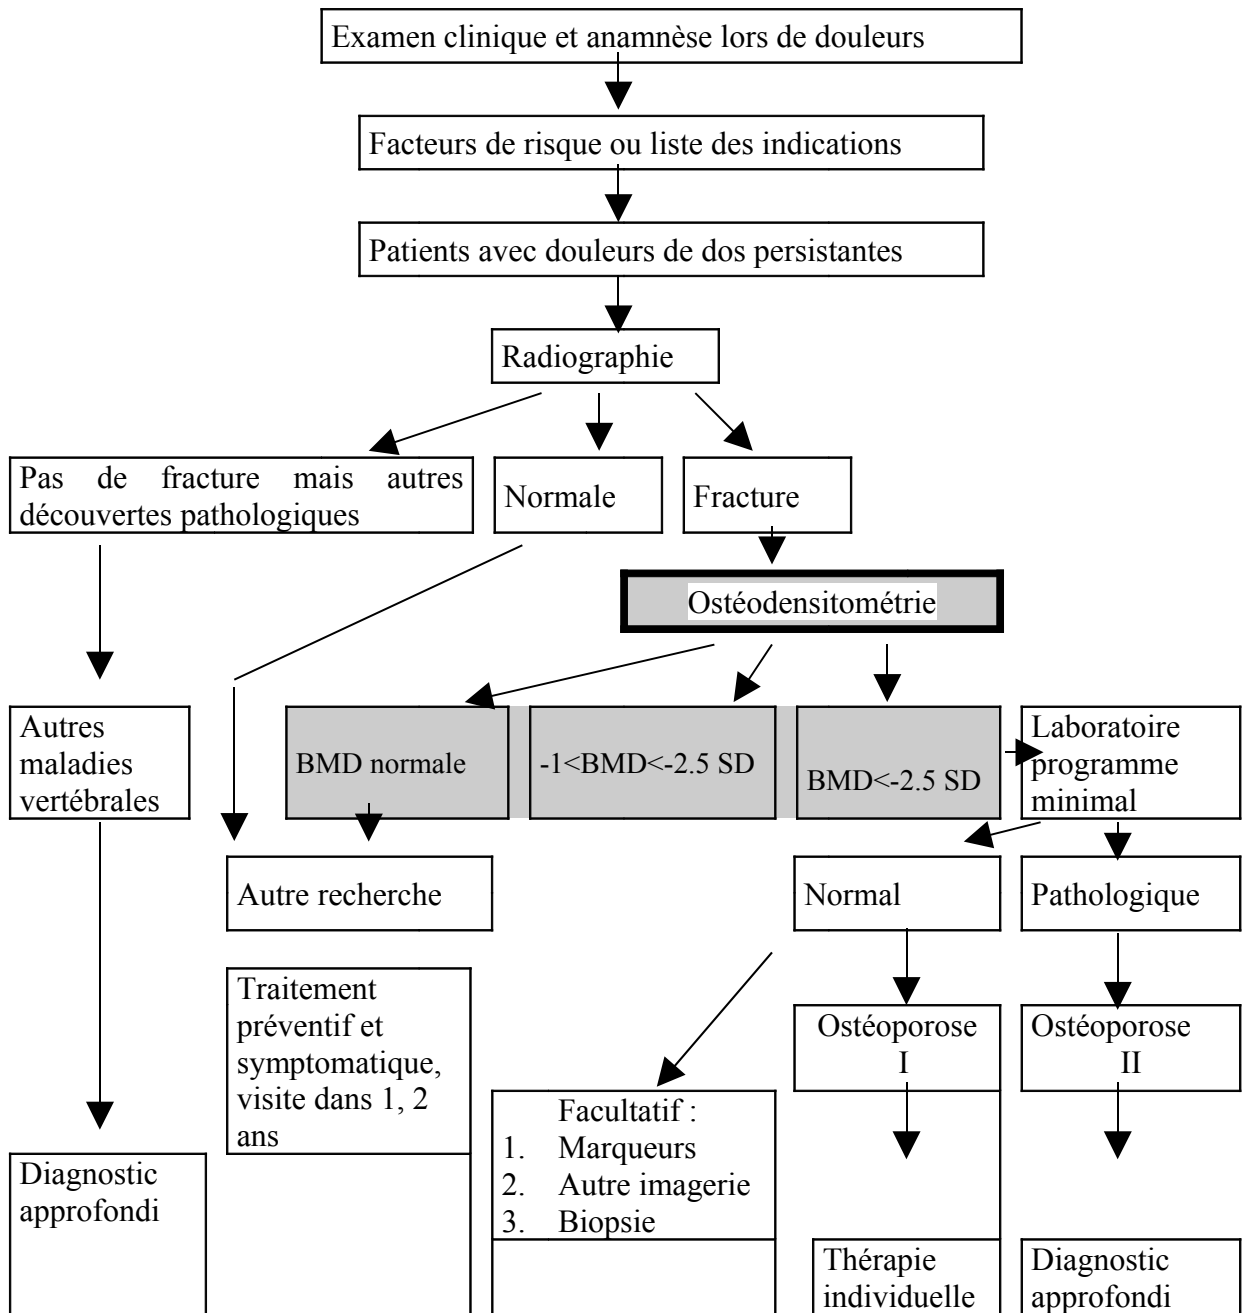 Examen clinique et anamnèse lors de douleurs
Facteurs de risque ou liste des indications
Patients avec douleurs de dos persistantes
Radiographie
Pas de fracture mais autres
découvertes pathologiques
Normale
Fracture
Ostéodensitométrie
Autres
maladies
vertébrales
BMD normale
-1<BMD<-2.5 SD
BMD<-2.5 SD
Laboratoire
programme
minimal
Autre recherche
Normal
Pathologique
Traitement
préventif et
symptomatique,
visite dans 1, 2
ans
Ostéoporose
I
Ostéoporose
II
Facultatif :
1. Marqueurs
2. Autre imagerie
3. Biopsie
Diagnostic
approfondi
Thérapie
individuelle
Diagnostic
approfondi